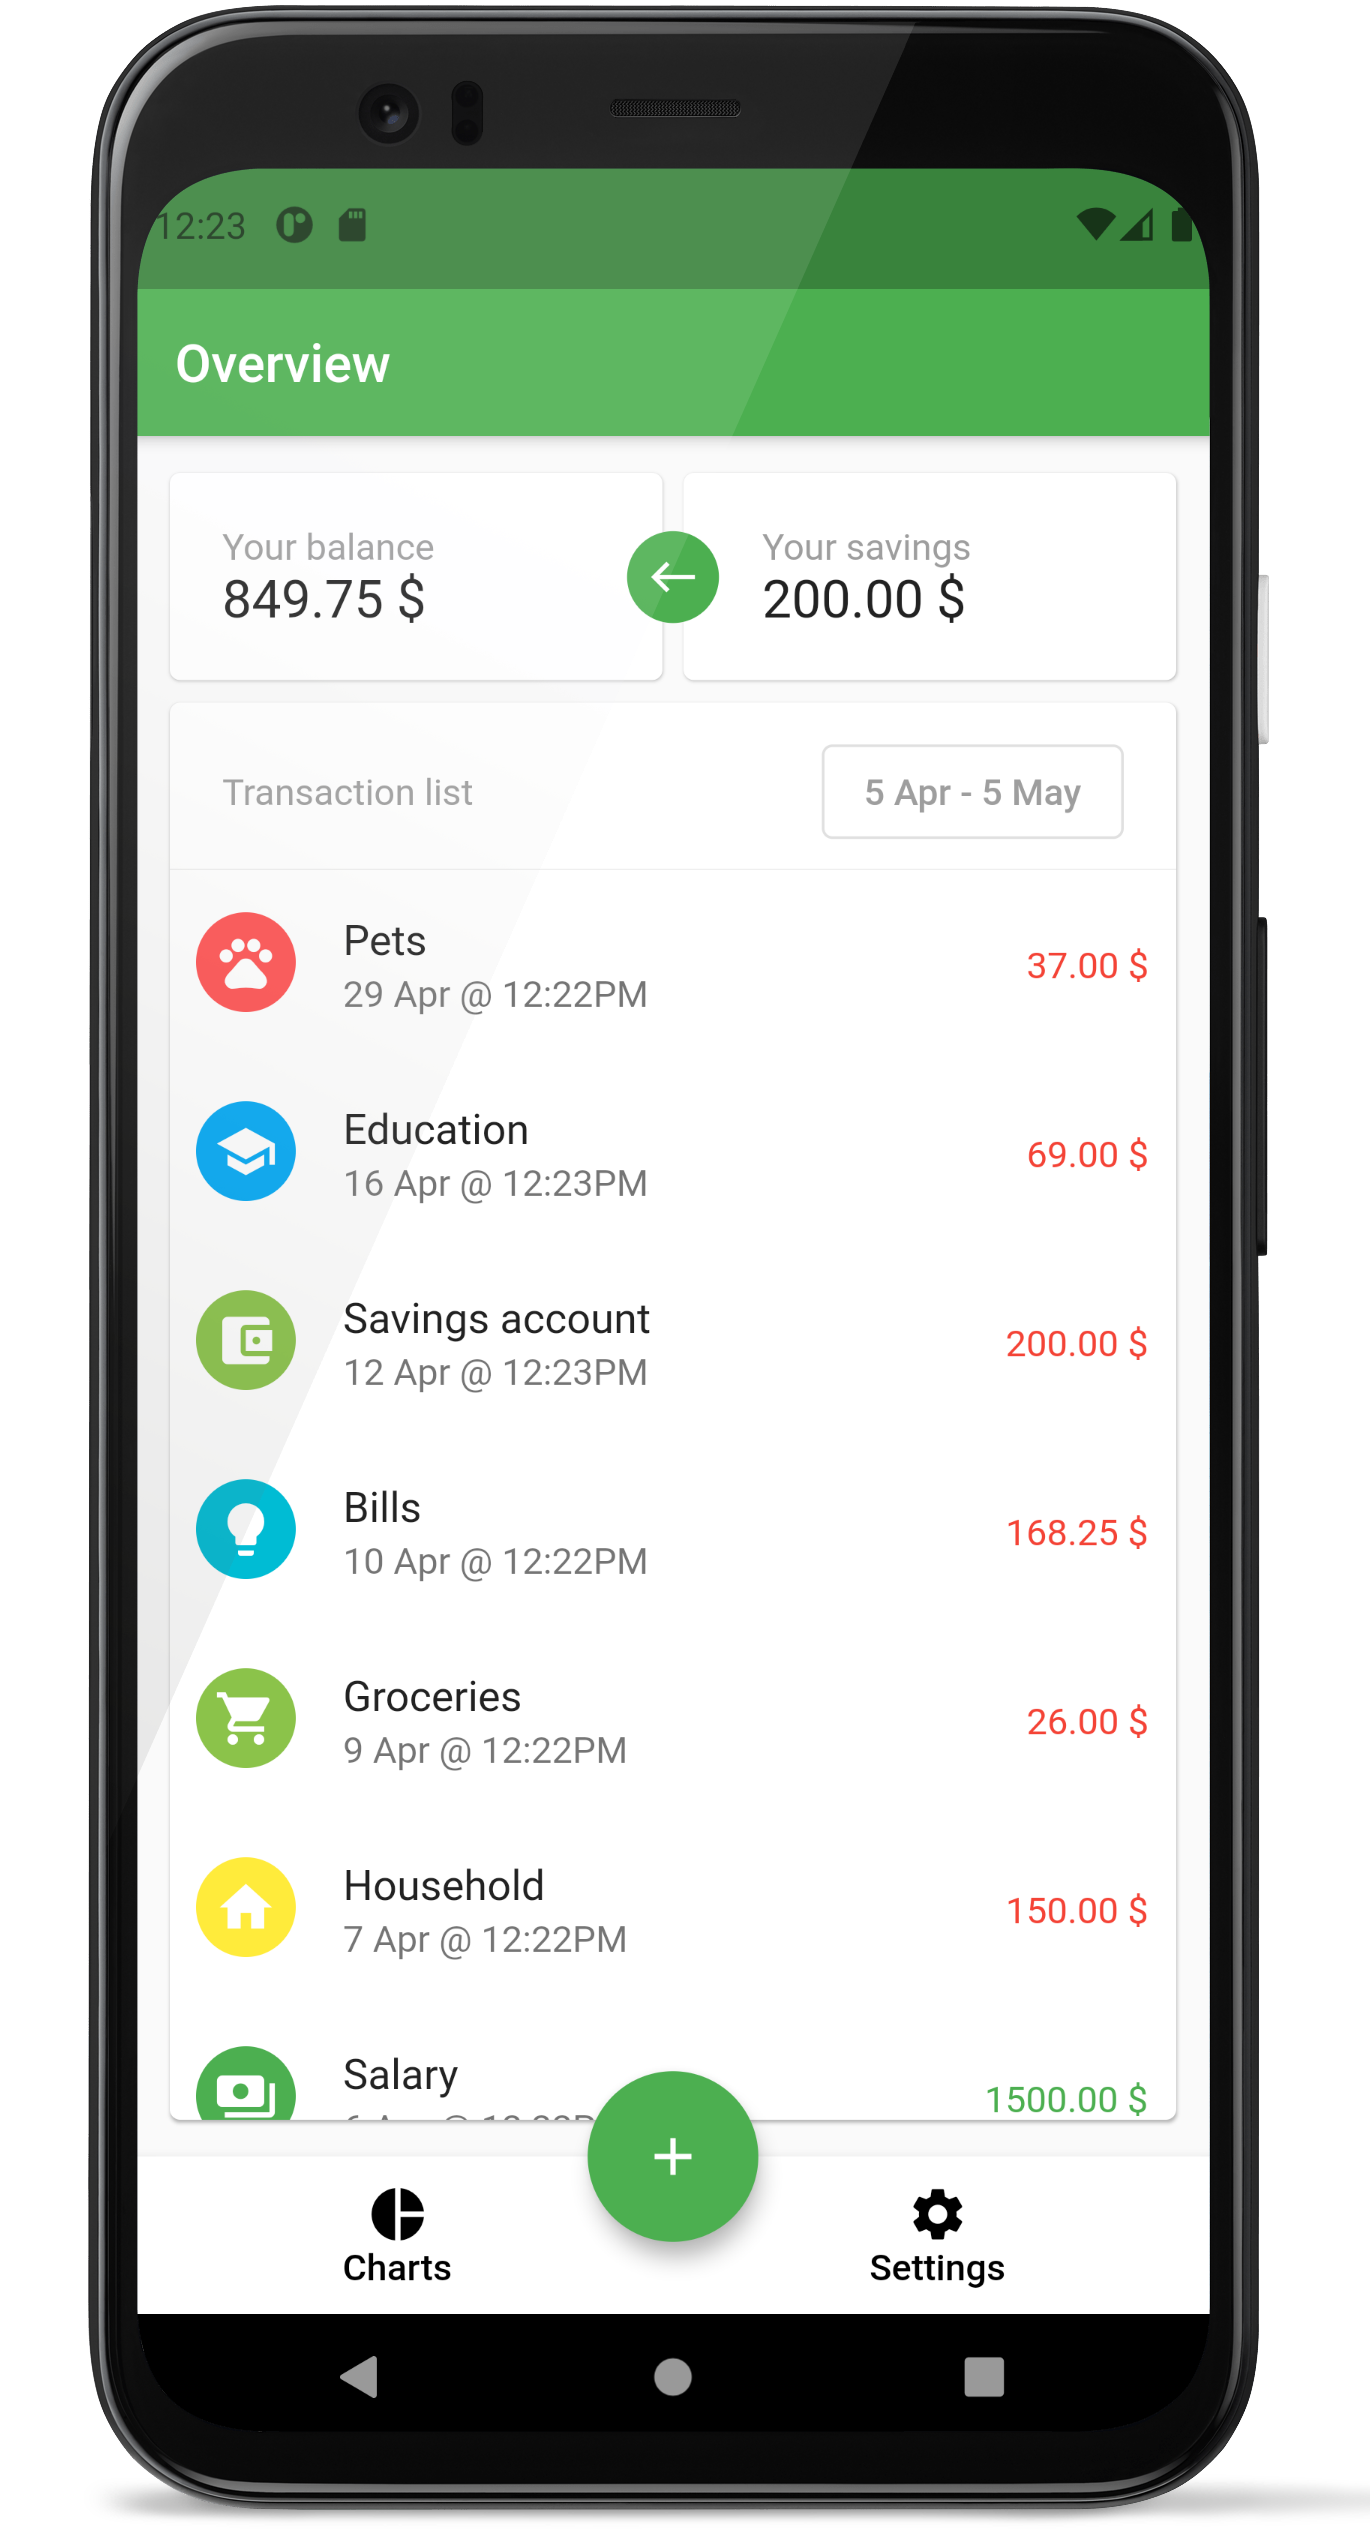 12:23
Overview
Your balance
849.75 $
Your savings
200.00 $
Transaction list
5 Apr - 5 May
Pets
29 Apr @ 12:22PM
37.00 $
Education
16 Apr @ 12:23PM
69.00 $
Savings account
12 Apr @ 12:23PM
200.00 $
Bills
10 Apr @ 12:22PM
168.25 $
Groceries
9 Apr @ 12:22PM
26.00 $
Household
7 Apr @ 12:22PM
150.00 $
Salary
1500.00 $
Charts
Settings